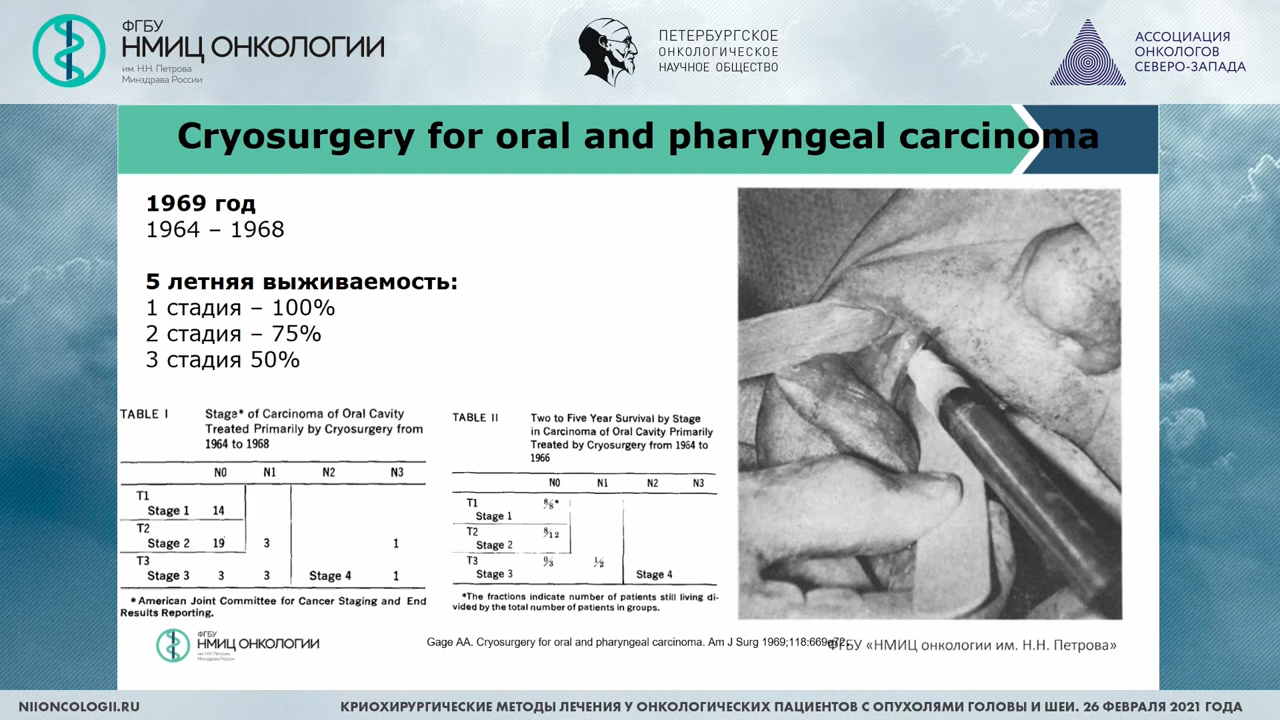 ФГБУ
НМИЦ ОНКОЛОГИИ
им. Н.Н. Петрова
Минздрава России
ПЕТЕРБУРГСКОЕ
ОНКОЛОГИЧЕСКОЕ
НАУЧНОЕ ОБЩЕСТВО
АССОЦИАЦИЯ
ОНКОЛОГОВ
СЕВЕРО-ЗАПАДА
Cryosurgery for oral and pharyngeal carcinoma
1969 год
1964 – 1968
5 летняя выживаемость:
1 стадия – 100%
2 стадия – 75%
3 стадия 50%
TABLE I Stage* of Carcinoma of Oral Cavity
Treated Primarily by Cryosurgery from
1964 to 1968
N0 N1 N2 N3
T1
Stage 1 14
T2
Stage 2 19 3 1
T3
Stage 3 3 3 Stage 4 1
*American Joint Committee for Cancer Staging and End
Results Reporting.
TABLE II Two to Five Year Survival by Stage
in Carcinoma of Oral Cavity Primarily
Treated by Cryosurgery from 1964 to
1966
N0 N1 N2 N3
T1 8/8*
Stage 1
T2
Stage 2
T3 0/3 1/2
Stage 3 Stage 4
*The fractions indicate number of patients still living di-
vided by the total number of patients in groups.
ФГБУ
НМИЦ ОНКОЛОГИИ
им. Н.Н. Петрова
Минздрава России
Gage AA. Cryosurgery for oral and pharyngeal carcinoma. Am J Surg 1969;118:669
ФГБУ «НМИЦ онкологии им. Н.Н. Петрова»
NIIONCOLOGII.RU
КРИОХИРУРГИЧЕСКИЕ МЕТОДЫ ЛЕЧЕНИЯ У ОНКОЛОГИЧЕСКИХ ПАЦИЕНТОВ С ОПУХОЛЯМИ ГОЛОВЫ И ШЕИ. 26 ФЕВРАЛЯ 2021 ГОДА